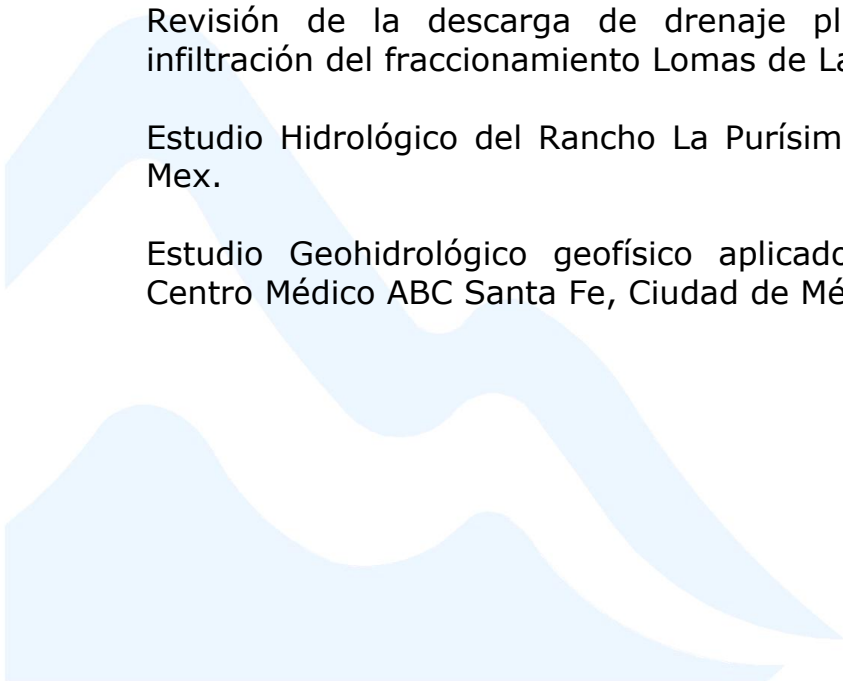 Revisión de la descarga de drenaje pl
infiltración del fraccionamiento Lomas de La
Estudio Hidrológico del Rancho La Purísim
Mex.
Estudio Geohidrológico geofísico aplicado
Centro Médico ABC Santa Fe, Ciudad de Mé